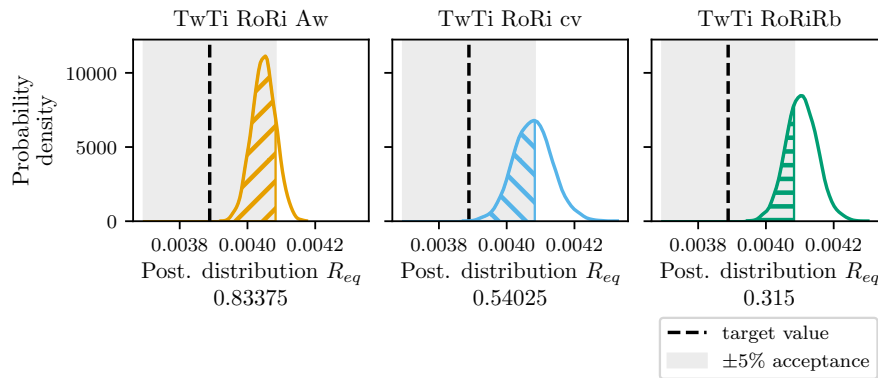 TwTi RoRi Aw
TwTi RoRi cv
TwTi RoRiRb
Probability
density
10000
5000
0
0.0038 0.0040 0.0042
0.0038 0.0040 0.0042
0.0038 0.0040 0.0042
Post. distribution R_eq
0.83375
Post. distribution R_eq
0.54025
Post. distribution R_eq
0.315
target value
±5% acceptance